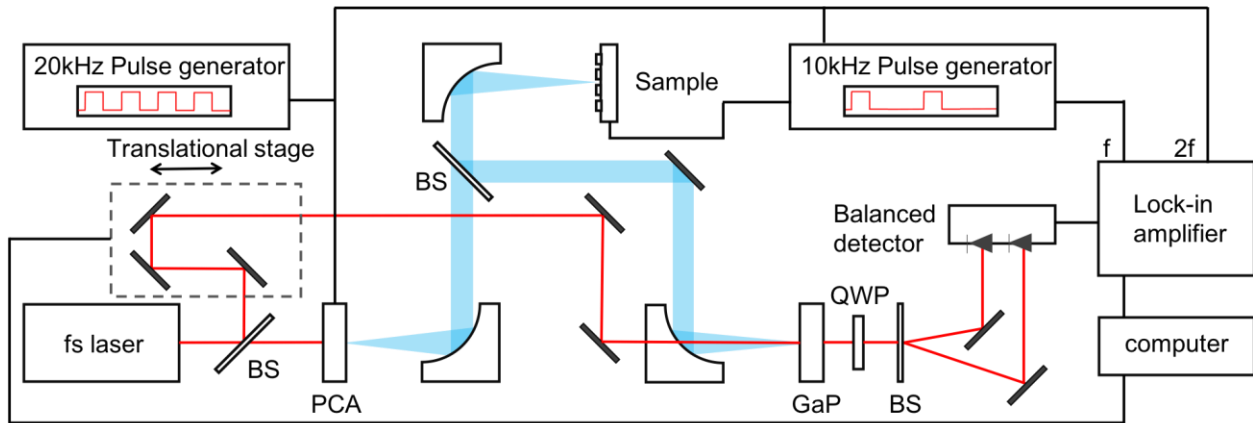 20kHz Pulse generator
Sample
10kHz Pulse generator
Translational stage
BS
f
2f
Balanced
detector
Lock-in
amplifier
QWP
fs laser
BS
computer
PCA
GaP
BS